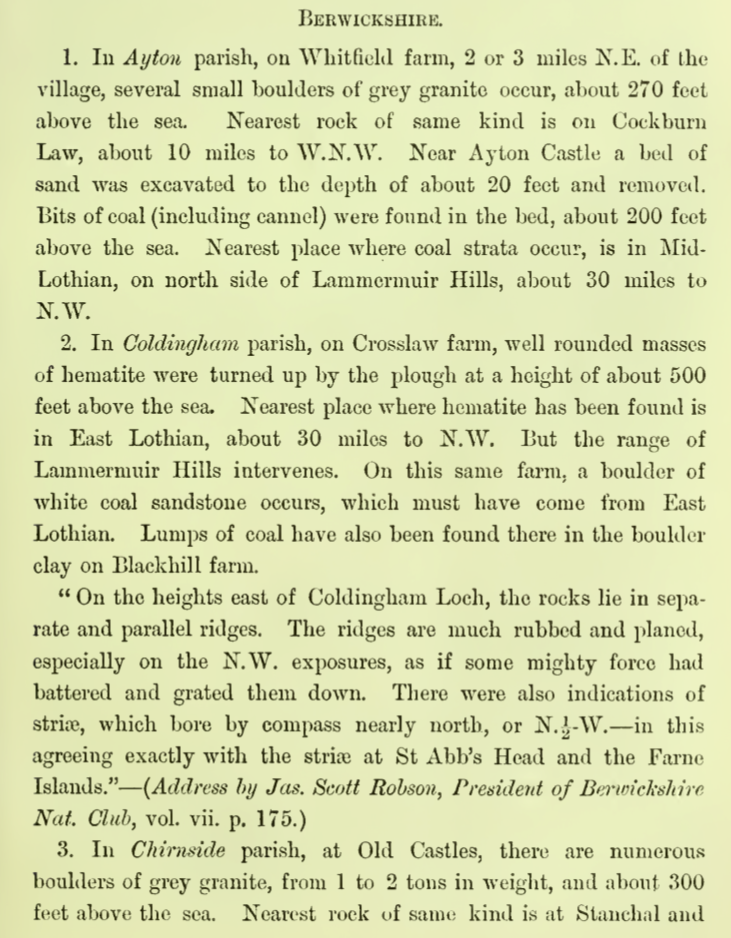 BERWICKSHIRE.
1. In Ayton parish, on Whitfield farm, 2 or 3 miles N.E. of the
village, several small boulders of grey granite occur, about 270 feet
above the sea. Nearest rock of same kind is on Cockburn
Law, about 10 miles to W.N.W. Near Ayton Castle a bed of
sand was excavated to the depth of about 20 feet and removed.
Bits of coal (including cannel) were found in the bed, about 200 feet
above the sea. Nearest place where coal strata occur, is in Mid-
Lothian, on north side of Lammermuir Hills, about 30 miles to
N.W.
2. In Coldingham parish, on Crosslaw farm, well rounded masses
of hematite were turned up by the plough at a height of about 500
feet above the sea. Nearest place where hematite has been found is
in East Lothian, about 30 miles to N.W. But the range of
Lammermuir Hills intervenes. On this same farm, a boulder of
white coal sandstone occurs, which must have come from East
Lothian. Lumps of coal have also been found there in the boulder
clay on Blackhill farm.
“On the heights east of Coldingham Loch, the rocks lie in sepa-
rate and parallel ridges. The ridges are much rubbed and planed,
especially on the N.W. exposures, as if some mighty force had
battered and grated them down. There were also indications of
striæ, which bore by compass nearly north, or N.½-W.—in this
agreeing exactly with the striæ at St Abb's Head and the Farne
Islands.”—(Address by Jas. Scott Robson, President of Berwickshire
Nat. Club, vol. vii. p. 175.)
3. In Chirnside parish, at Old Castles, there are numerous
boulders of grey granite, from 1 to 2 tons in weight, and about 300
feet above the sea. Nearest rock of same kind is at Stanchal and